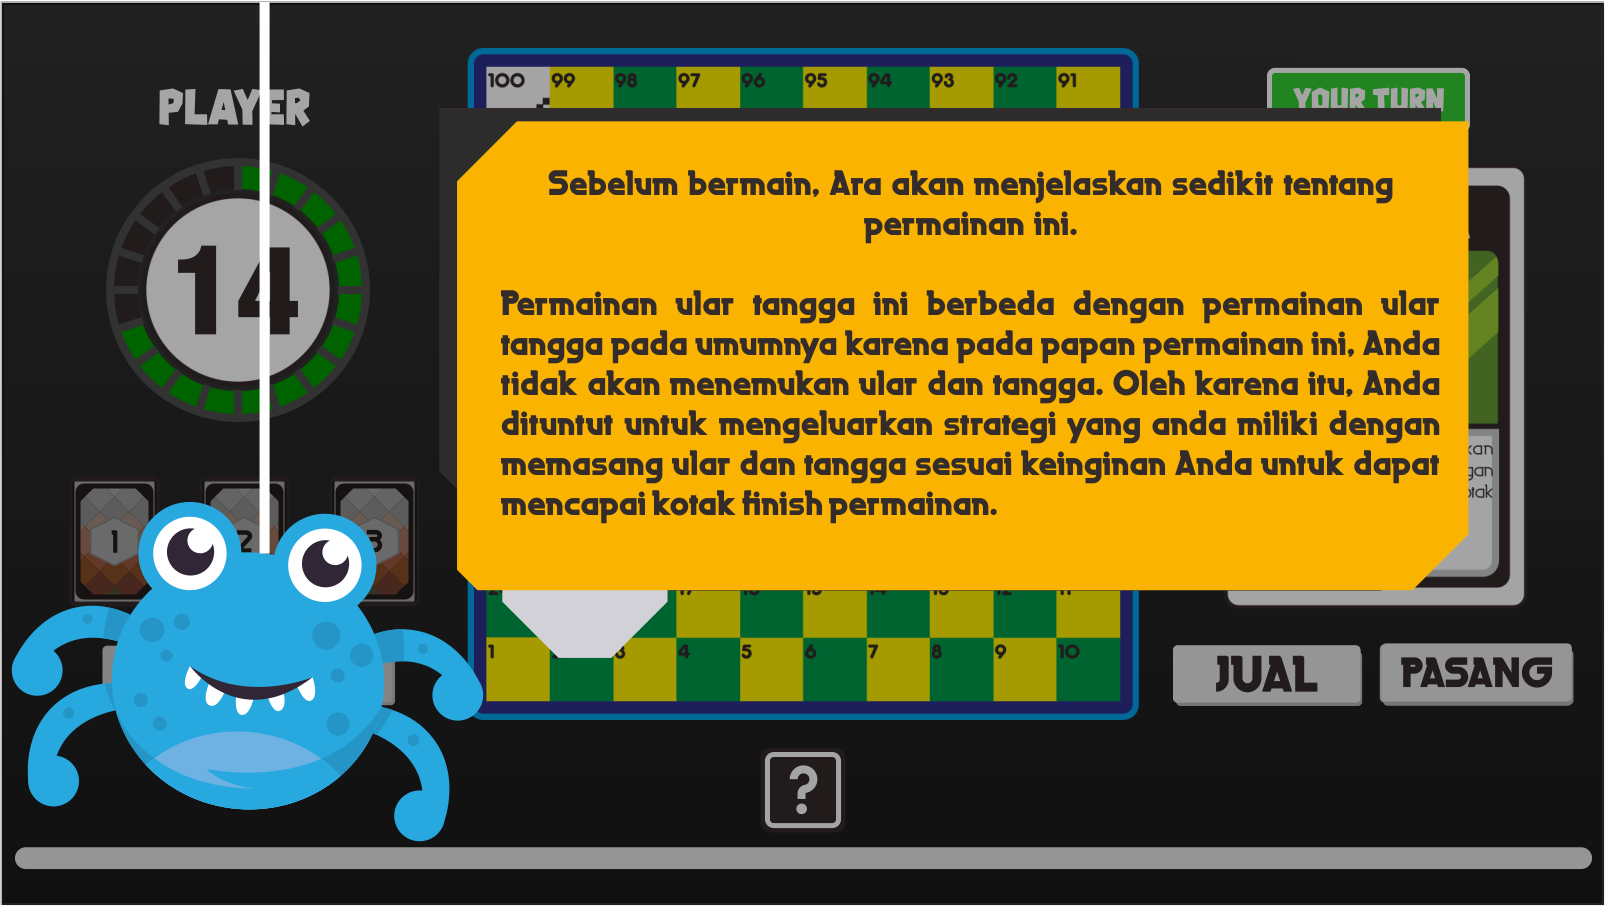 PLAYER
14
1
2
3
100 99 98 97 96 95 94 93 92 91
YOUR TURN
Sebelum bermain, Ara akan menjelaskan sedikit tentang
permainan ini.
Permainan ular tangga ini berbeda dengan permainan ular
tangga pada umumnya karena pada papan permainan ini, Anda
tidak akan menemukan ular dan tangga. Oleh karena itu, Anda
dituntut untuk mengeluarkan strategi yang anda miliki dengan
memasang ular dan tangga sesuai keinginan Anda untuk dapat
mencapai kotak finish permainan.
1 3 4 5 6 7 8 9 10
JUAL
PASANG
?